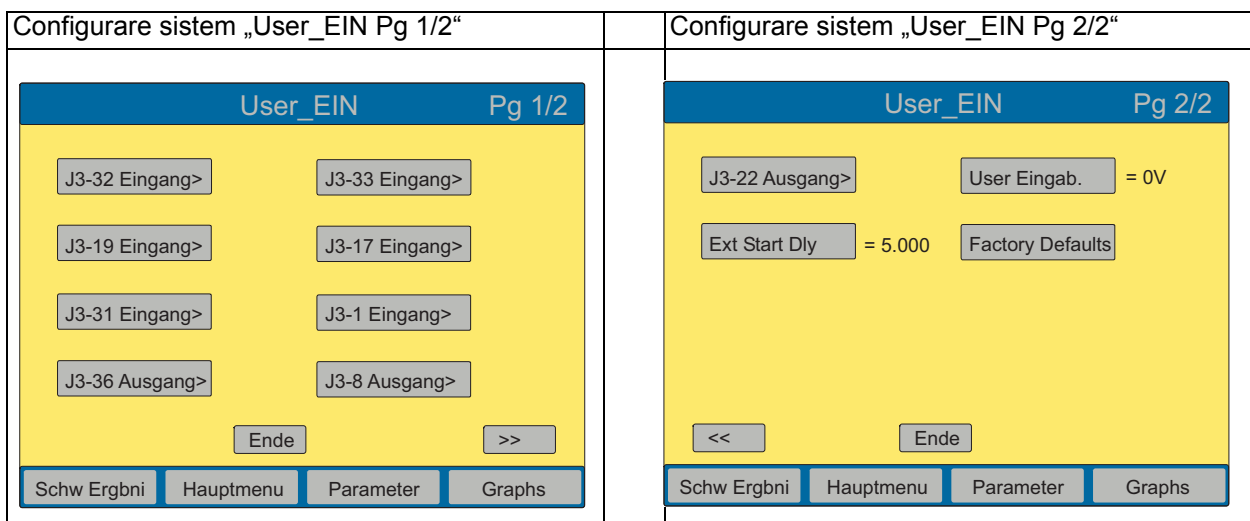 Configurare sistem „User_EIN Pg 1/2“
Configurare sistem „User_EIN Pg 2/2“
User_EIN Pg 1/2
J3-32 Eingang> J3-33 Eingang>
J3-19 Eingang> J3-17 Eingang>
J3-31 Eingang> J3-1 Eingang>
J3-36 Ausgang> J3-8 Ausgang>
Ende >>
Schw Ergbni Hauptmenu Parameter Graphs
User_EIN Pg 2/2
J3-22 Ausgang> User Eingab. = 0V
Ext Start Dly = 5.000 Factory Defaults
<< Ende
Schw Ergbni Hauptmenu Parameter Graphs